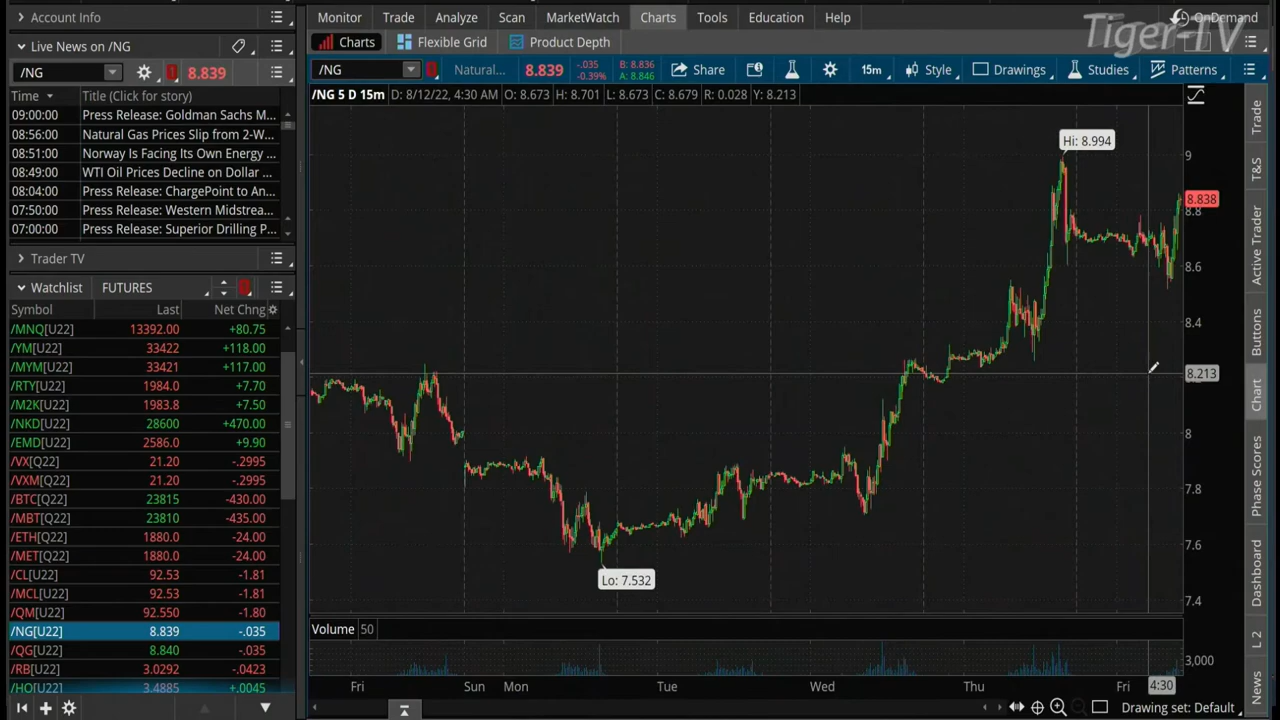 Account Info
Live News on /NG
/NG 8.839
Time Title (Click for story)
09:00:00 Press Release: Goldman Sachs M...
08:56:00 Natural Gas Prices Slip from 2-W...
08:51:00 Norway Is Facing Its Own Energy ...
08:49:00 WTI Oil Prices Decline on Dollar ...
08:04:00 Press Release: ChargePoint to An...
07:50:00 Press Release: Western Midstrea...
07:00:00 Press Release: Superior Drilling P...
Trader TV
Watchlist FUTURES
Symbol Last Net Chng
/MNQ[U22] 13392.00 +80.75
/YM[U22] 33422 +118.00
/MYM[U22] 33421 +117.00
/RTY[U22] 1984.0 +7.70
/M2K[U22] 1983.8 +7.50
/NKD[U22] 28600 +470.00
/EMD[U22] 2586.0 +9.90
/VX[Q22] 21.20 -.2995
/VXM[Q22] 21.20 -.2995
/BTC[Q22] 23815 -430.00
/MBT[Q22] 23810 -435.00
/ETH[Q22] 1880.0 -24.00
/MET[Q22] 1880.0 -24.00
/CL[U22] 92.53 -1.81
/MCL[U22] 92.53 -1.81
/QM[U22] 92.550 -1.80
/NG[U22] 8.839 -.035
/QG[U22] 8.840 -.035
/RB[U22] 3.0292 -.0423
/HO[U22] 3.4885 +.0045
Monitor Trade Analyze Scan MarketWatch Charts Tools Education Help
OnDemand
Tiger-TV
Charts Flexible Grid Product Depth
/NG Natural... 8.839 -.035 -0.39% B: 8.836 A: 8.846 Share 15m Style Drawings Studies Patterns
/NG 5 D 15m D: 8/12/22, 4:30 AM O: 8.673 H: 8.701 L: 8.673 C: 8.679 R: 0.028 Y: 8.213
Hi: 8.994
9
8.838
8.8
8.6
8.4
8.213
8
7.8
7.6
Lo: 7.532
7.4
Volume 50
3,000
Fri Sun Mon Tue Wed Thu Fri 4:30
Drawing set: Default
Trade
T&S
Active Trader
Buttons
Chart
Phase Scores
Dashboard
L 2
News